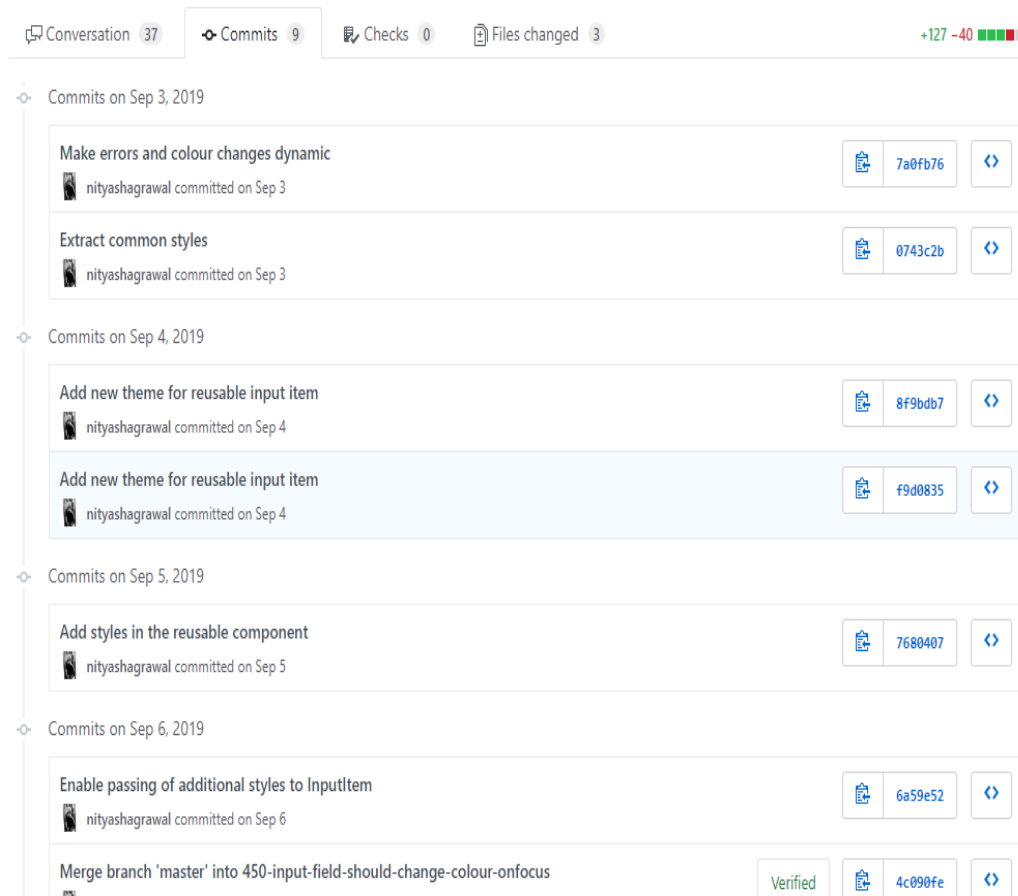 Conversation 37 Commits 9 Checks 0 Files changed 3 +127 −40
Commits on Sep 3, 2019
Make errors and colour changes dynamic
7a0fb76
nityashagrawal committed on Sep 3
Extract common styles
0743c2b
nityashagrawal committed on Sep 3
Commits on Sep 4, 2019
Add new theme for reusable input item
8f9bdb7
nityashagrawal committed on Sep 4
Add new theme for reusable input item
f9d0835
nityashagrawal committed on Sep 4
Commits on Sep 5, 2019
Add styles in the reusable component
7680407
nityashagrawal committed on Sep 5
Commits on Sep 6, 2019
Enable passing of additional styles to InputItem
6a59e52
nityashagrawal committed on Sep 6
Merge branch 'master' into 450-input-field-should-change-colour-onfocus
Verified 4c090fe